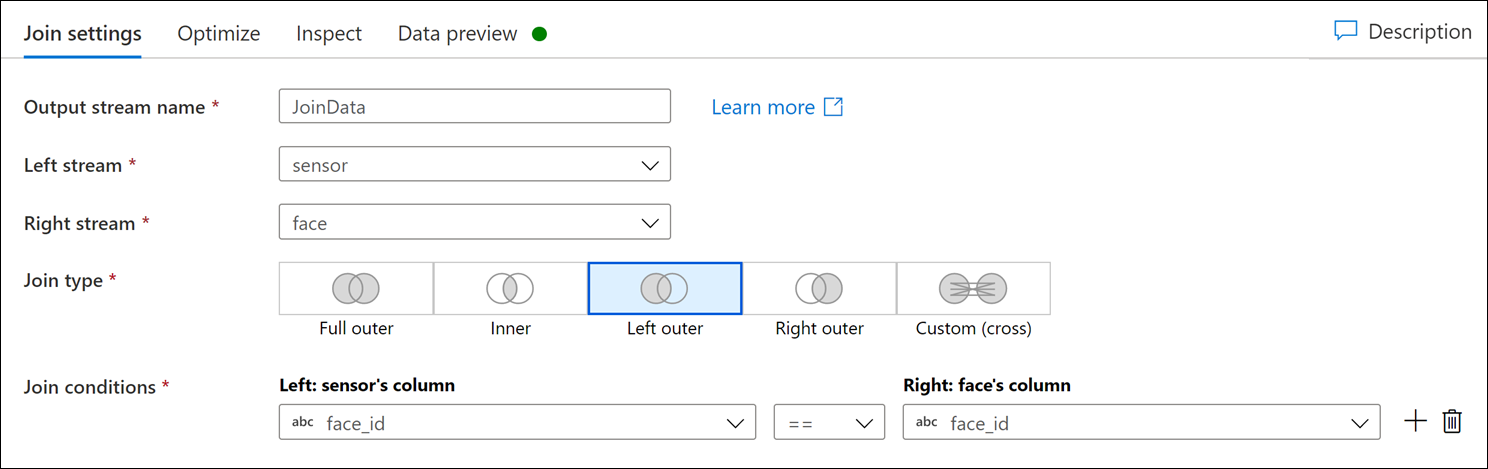 Join settings Optimize Inspect Data preview Description
Output stream name * JoinData Learn more
Left stream * sensor
Right stream * face
Join type *
Full outer Inner Left outer Right outer Custom (cross)
Join conditions * Left: sensor's column Right: face's column
abc face_id == abc face_id